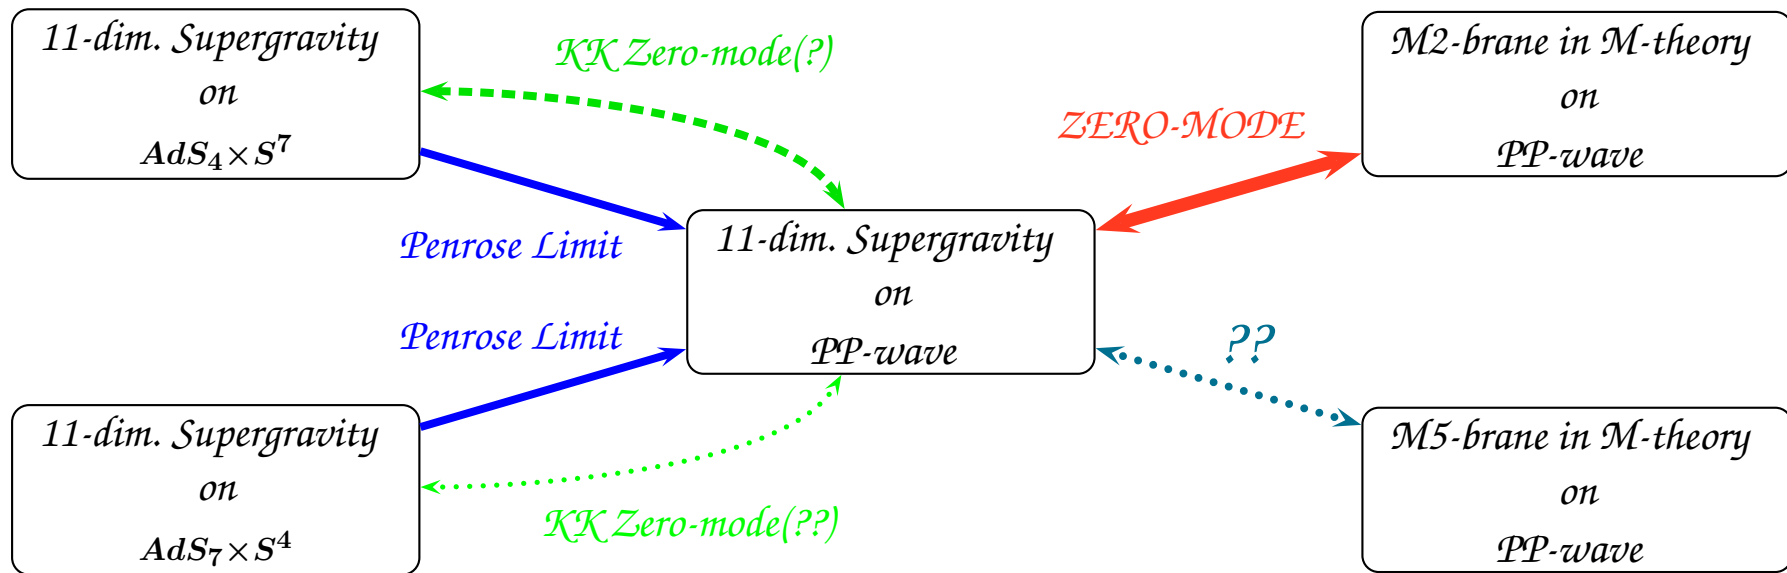 11-dim. Supergravity
on
AdS₄×S⁷
KK Zero-mode(?)
Penrose Limit
Penrose Limit
11-dim. Supergravity
on
AdS₇×S⁴
KK Zero-mode(??)
11-dim. Supergravity
on
PP-wave
ZERO-MODE
M2-brane in M-theory
on
PP-wave
??
M5-brane in M-theory
on
PP-wave